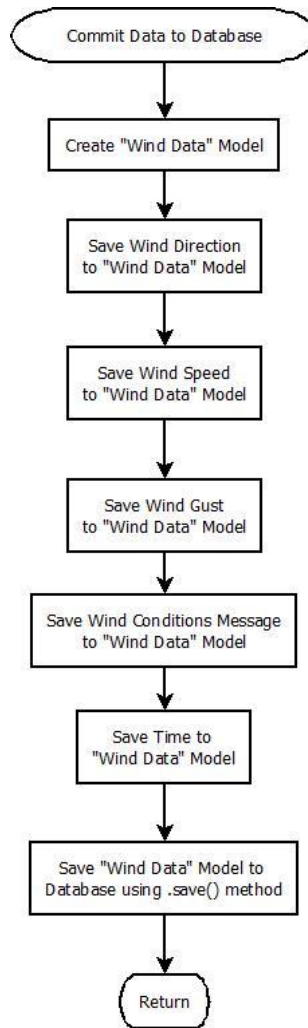 Commit Data to Database
Create "Wind Data" Model
Save Wind Direction
to "Wind Data" Model
Save Wind Speed
to "Wind Data" Model
Save Wind Gust
to "Wind Data" Model
Save Wind Conditions Message
to "Wind Data" Model
Save Time to
"Wind Data" Model
Save "Wind Data" Model to
Database using .save() method
Return